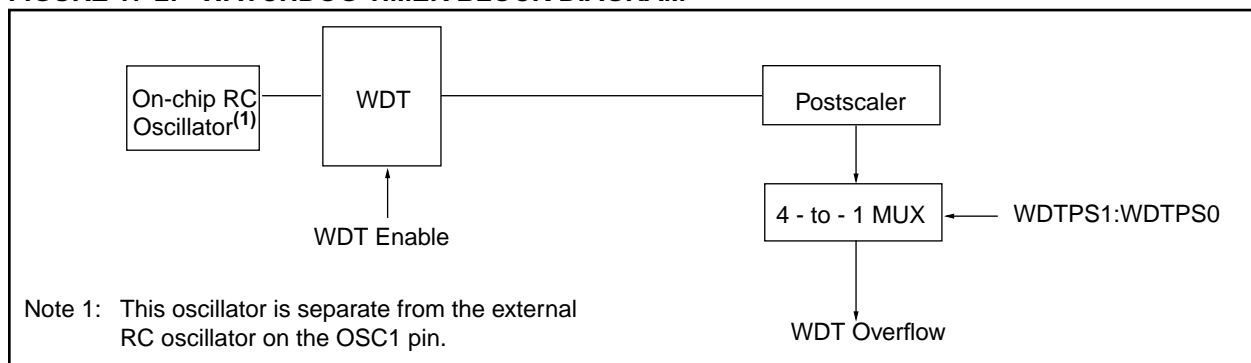 On-chip RC
Oscillator(1)
WDT
Postscaler
4 - to - 1 MUX
WDTPS1:WDTPS0
WDT Enable
Note 1: This oscillator is separate from the external
RC oscillator on the OSC1 pin.
WDT Overflow